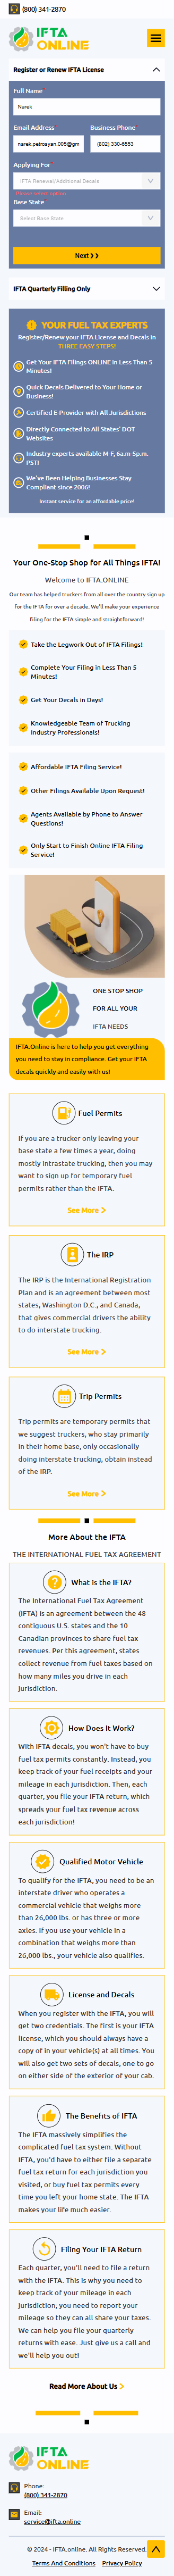 (800) 341-2870
IFTA
ONLINE
Register or Renew IFTA License
Full Name
Narek
Email Address
Business Phone
narek.petrosyan.005@gm
(802) 330-6553
Applying For
IFTA Renewal/Additional Decals
Please select option
Base State
Select Base State
Next ❯❯
IFTA Quarterly Filling Only
YOUR FUEL TAX EXPERTS
Register/Renew your IFTA License and Decals in
THREE EASY STEPS!
Get Your IFTA Filings ONLINE in Less Than 5
Minutes!
Quick Decals Delivered to Your Home or
Business!
Certified E-Provider with All Jurisdictions
Directly Connected to All States' DOT
Websites
Industry experts available M-F, 6a.m-5p.m.
PST!
We've Been Helping Businesses Stay
Compliant since 2006!
Instant service for an affordable price!
Your One-Stop Shop for All Things IFTA!
Welcome to IFTA.ONLINE
Our team has helped truckers from all over the country sign up
for the IFTA for over a decade. We'll make your experience
filing for the IFTA simple and straightforward!
Take the Legwork Out of IFTA Filings!
Complete Your Filing in Less Than 5
Minutes!
Get Your Decals in Days!
Knowledgeable Team of Trucking
Industry Professionals!
Affordable IFTA Filing Service!
Other Filings Available Upon Request!
Agents Available by Phone to Answer
Questions!
Only Start to Finish Online IFTA Filing
Service!
ONE STOP SHOP
FOR ALL YOUR
IFTA NEEDS
IFTA.Online is here to help you get everything
you need to stay in compliance. Get your IFTA
decals quickly and easily with us!
Fuel Permits
If you are a trucker only leaving your
base state a few times a year, doing
mostly intrastate trucking, then you may
want to sign up for temporary fuel
permits rather than the IFTA.
See More
The IRP
The IRP is the International Registration
Plan and is an agreement between most
states, Washington D.C., and Canada,
that gives commercial drivers the ability
to do interstate trucking.
See More
Trip Permits
Trip permits are temporary permits that
we suggest truckers, who stay primarily
in their home base, only occasionally
doing interstate trucking, obtain instead
of the IRP.
See More
More About the IFTA
THE INTERNATIONAL FUEL TAX AGREEMENT
What is the IFTA?
The International Fuel Tax Agreement
(IFTA) is an agreement between the 48
contiguous U.S. states and the 10
Canadian provinces to share fuel tax
revenues. Per this agreement, states
collect revenue from fuel taxes based on
how many miles you drive in each
jurisdiction.
How Does It Work?
With IFTA decals, you won't have to buy
fuel tax permits constantly. Instead, you
keep track of your fuel receipts and your
mileage in each jurisdiction. Then, each
quarter, you file your IFTA return, which
spreads your fuel tax revenue across
each jurisdiction!
Qualified Motor Vehicle
To qualify for the IFTA, you need to be an
interstate driver who operates a
commercial vehicle that weighs more
than 26,000 lbs. or has three or more
axles. If you use your vehicle in a
combination that weighs more than
26,000 lbs., your vehicle also qualifies.
License and Decals
When you register with the IFTA, you will
get two credentials. The first is your IFTA
license, which you should always have a
copy of in your vehicle(s) at all times. You
will also get two sets of decals, one to go
on either side of the exterior of your cab.
The Benefits of IFTA
The IFTA massively simplifies the
complicated fuel tax system. Without
IFTA, you'd have to either file a separate
fuel tax return for each jurisdiction you
visited, or buy fuel tax permits every
time you left your home state. The IFTA
makes your life much easier.
Filing Your IFTA Return
Each quarter, you'll need to file a return
with the IFTA. This is why you need to
keep track of your mileage in each
jurisdiction; you need to report your
mileage so they can all share your taxes.
We can help you file your quarterly
returns with ease. Just give us a call and
we'll help you out!
Read More About Us
IFTA
ONLINE
Phone:
(800) 341-2870
Email:
service@ifta.online
© 2024 - IFTA.online. All Rights Reserved.
Terms And Conditions Privacy Policy